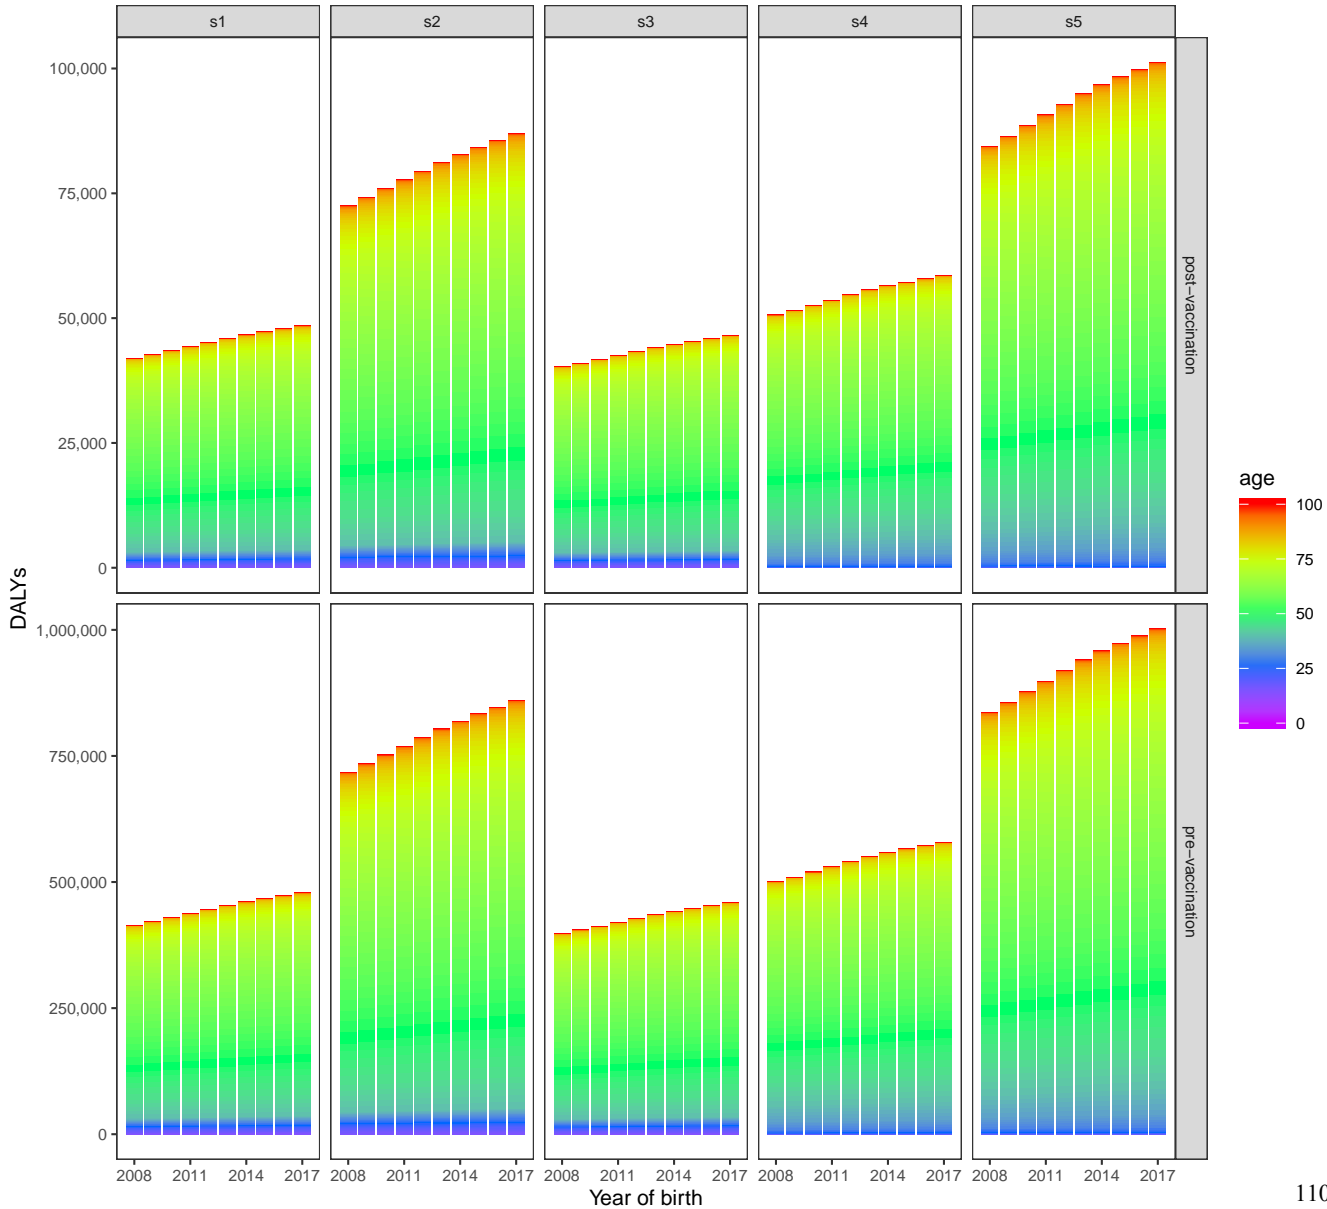 s1 s2 s3 s4 s5
100,000
75,000
50,000
25,000
0
post−vaccination
1,000,000
750,000
500,000
250,000
0
pre−vaccination
DALYs
2008 2011 2014 2017 2008 2011 2014 2017 2008 2011 2014 2017 2008 2011 2014 2017 2008 2011 2014 2017
Year of birth
age
100
75
50
25
0
110